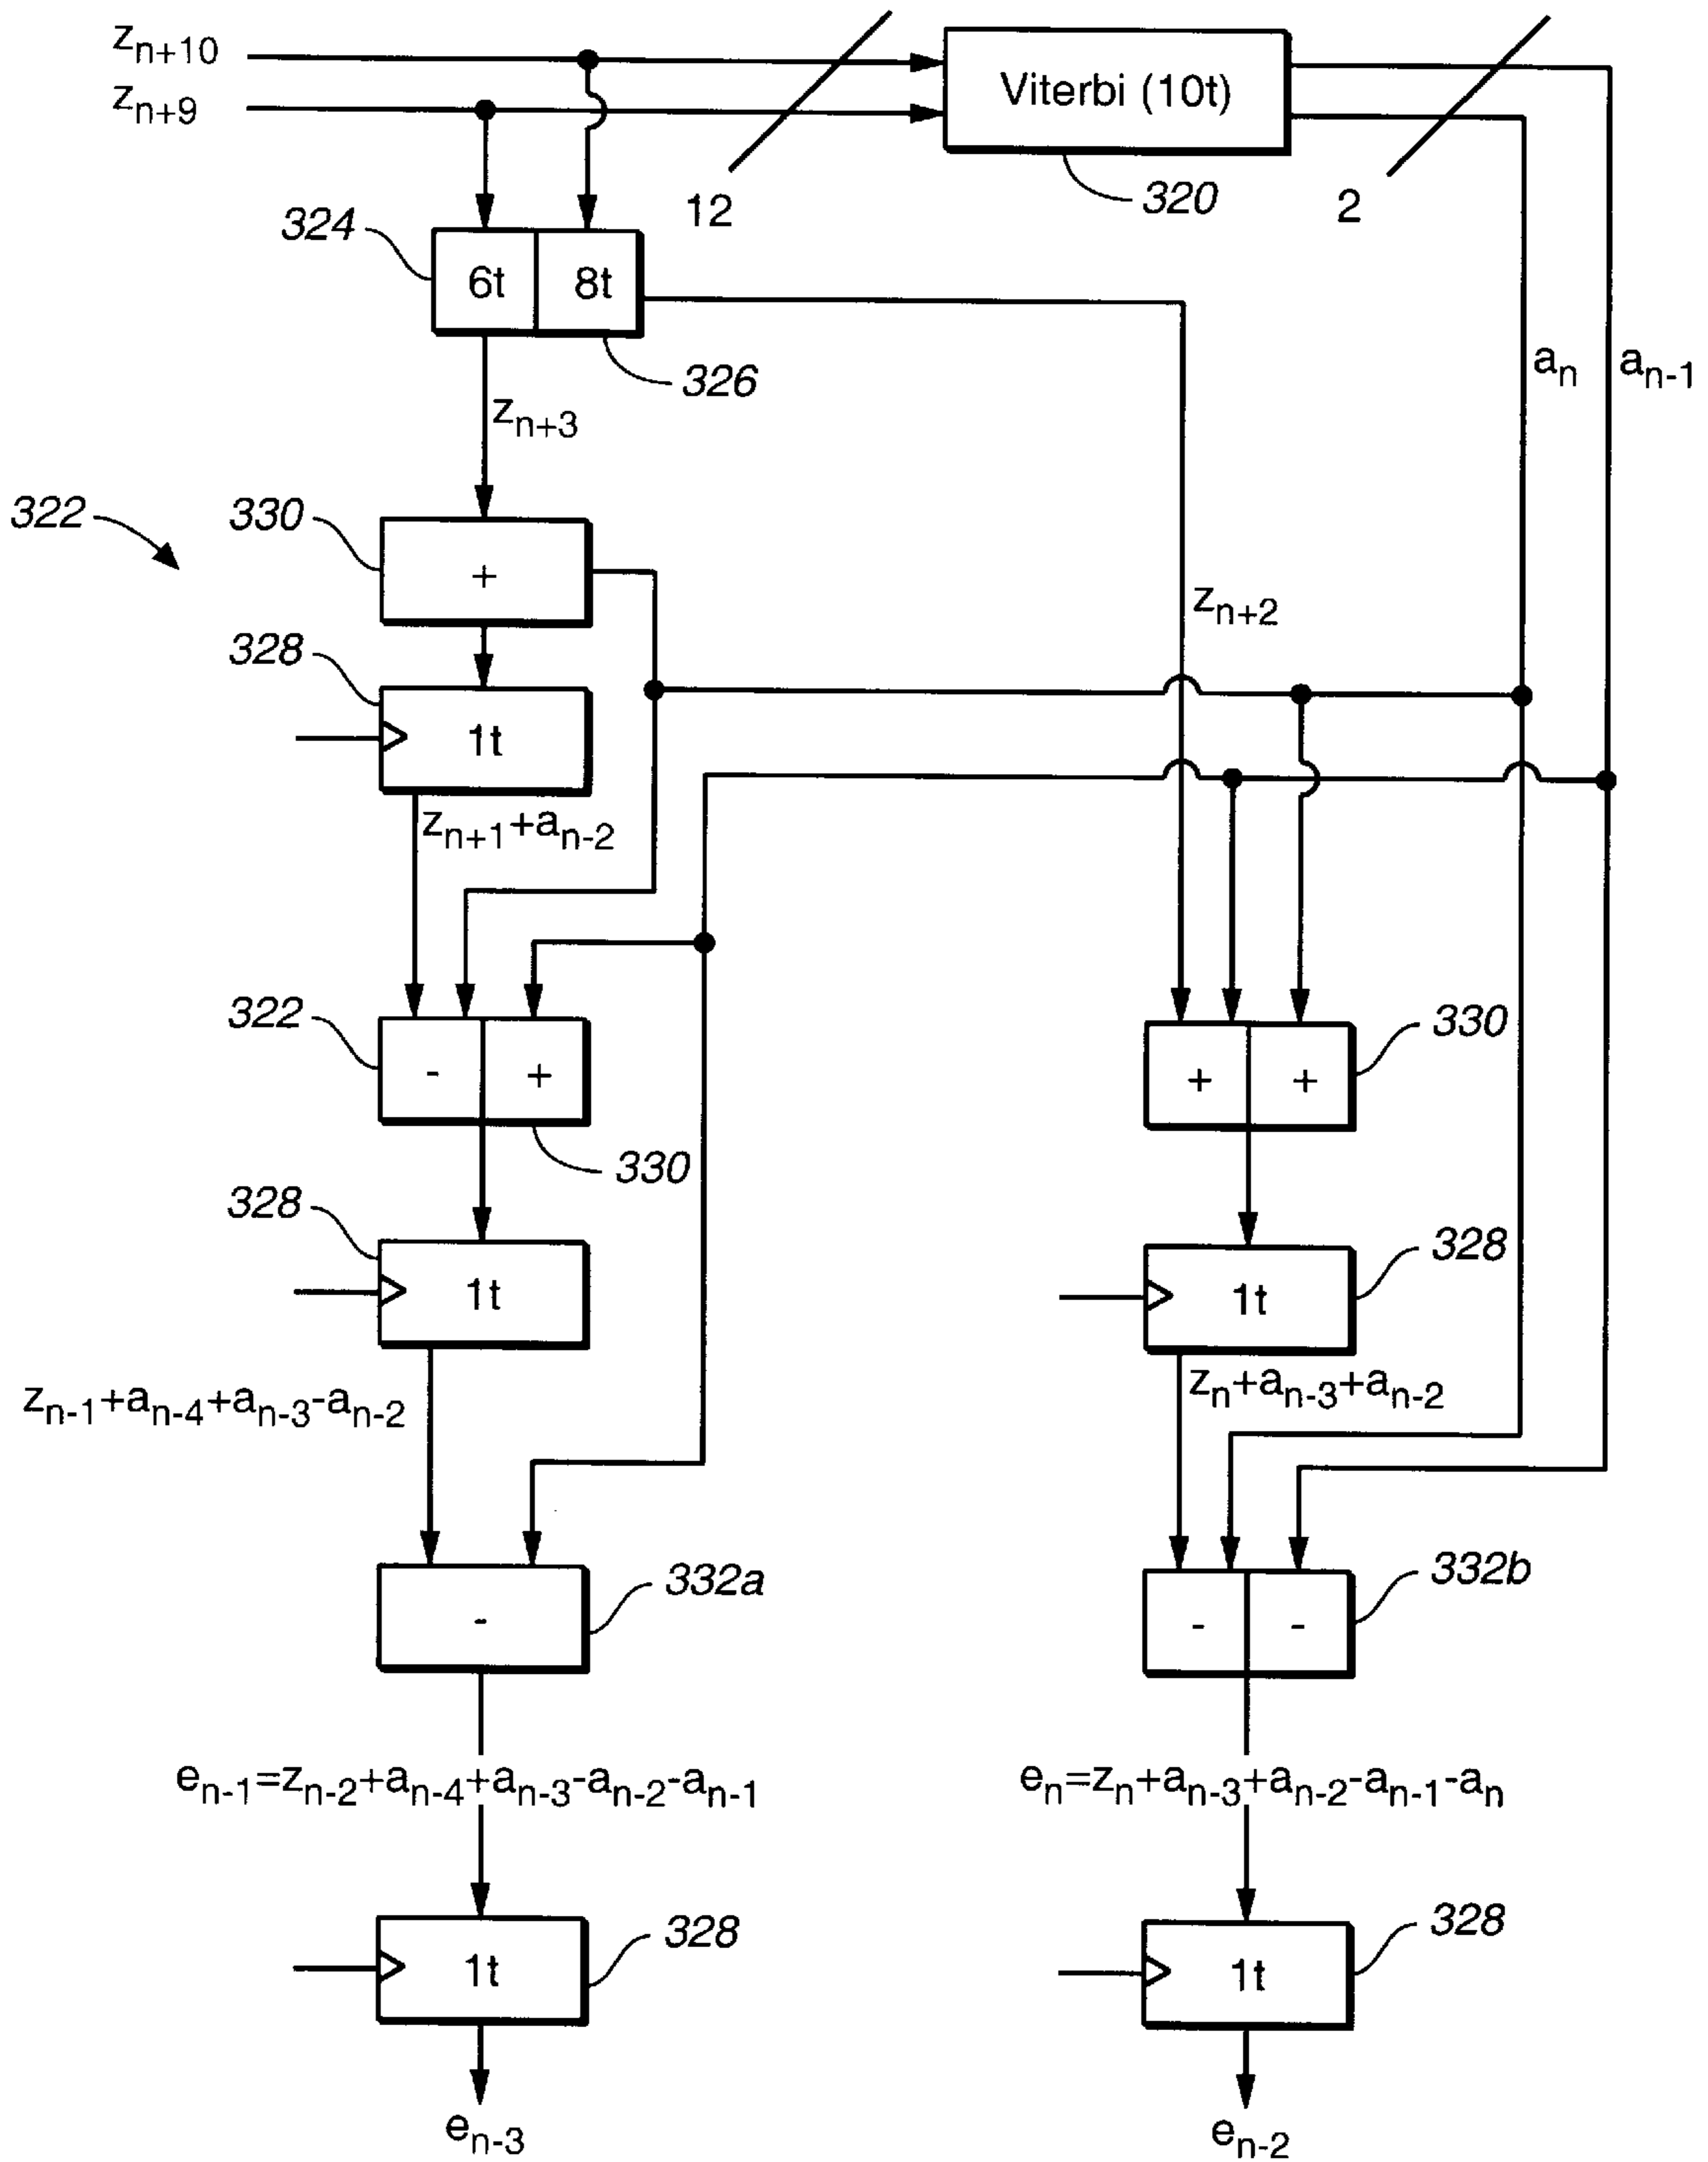 z_{n+10}
z_{n+9}
Viterbi (10t)
12
2
320
324
6t
8t
326
a_n
a_{n-1}
z_{n+3}
322
330
+
z_{n+2}
328
1t
z_{n+1}+a_{n-2}
322
-
+
330
+
+
330
328
1t
1t
328
z_{n-1}+a_{n-4}+a_{n-3}-a_{n-2}
z_n+a_{n-3}+a_{n-2}
-
332a
-
-
332b
e_{n-1}=z_{n-2}+a_{n-4}+a_{n-3}-a_{n-2}-a_{n-1}
e_n=z_n+a_{n-3}+a_{n-2}-a_{n-1}-a_n
1t
328
1t
328
e_{n-3}
e_{n-2}